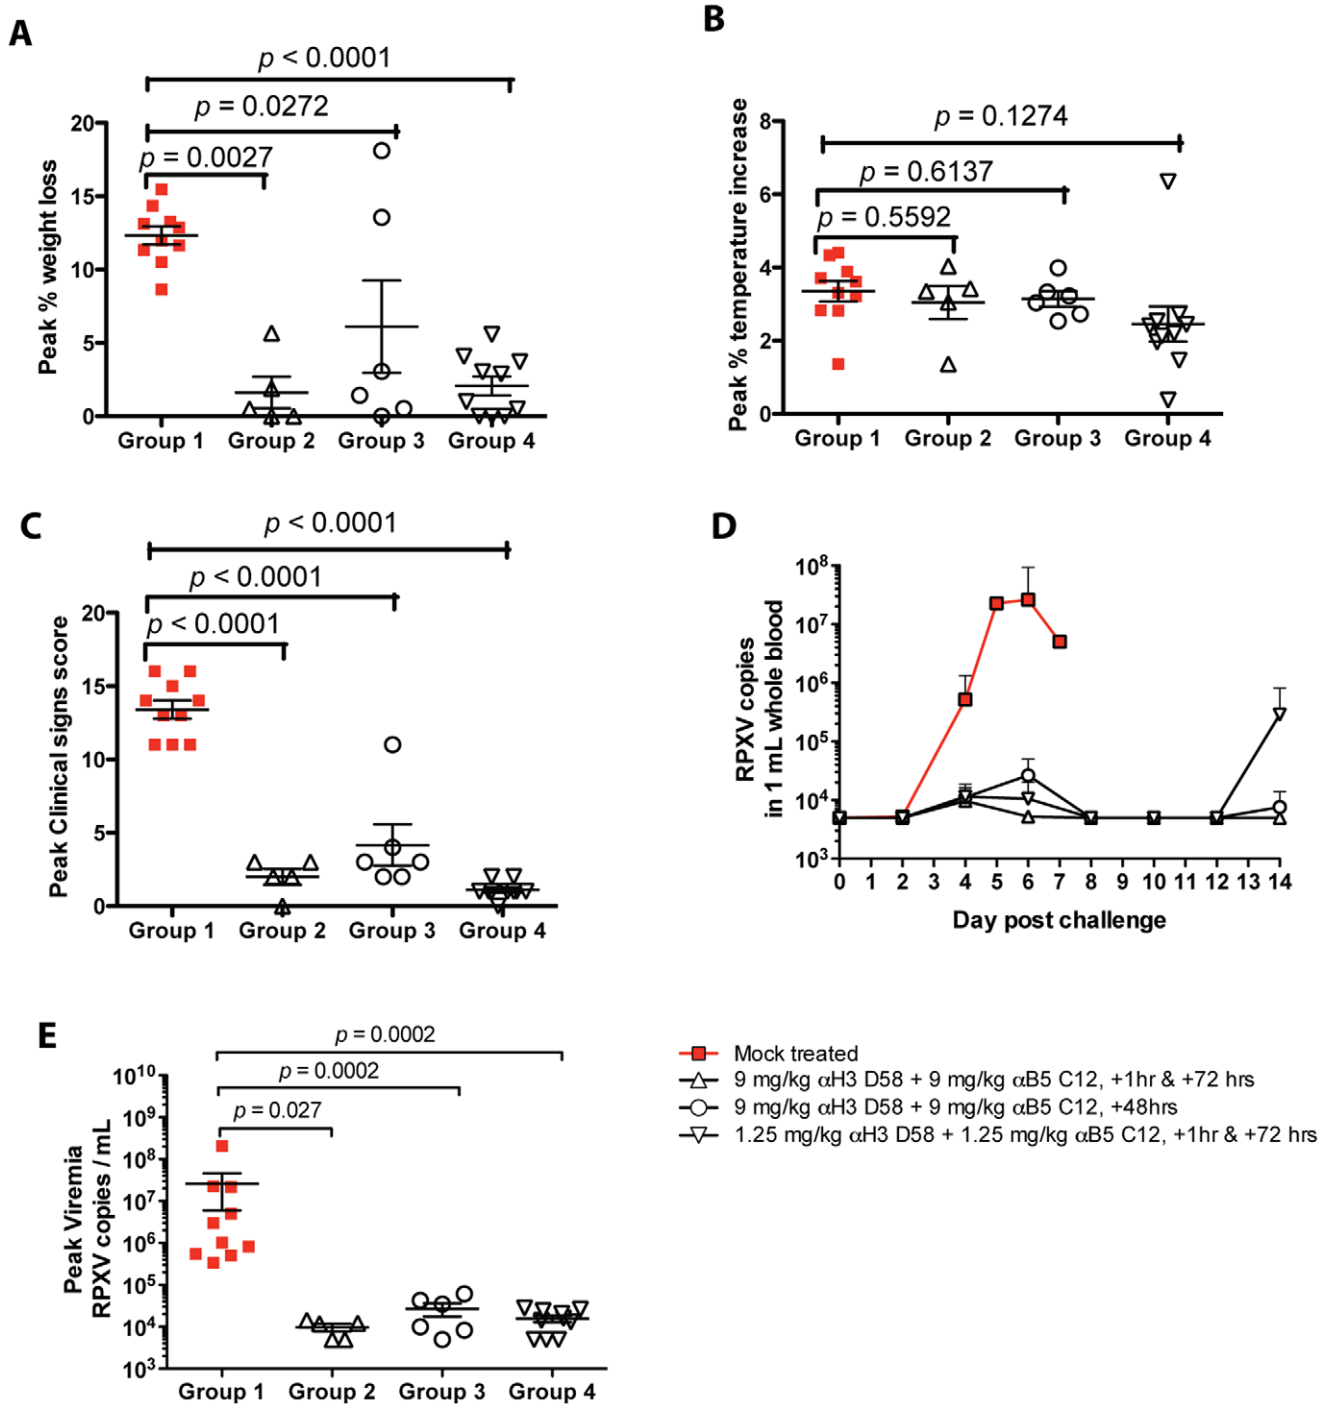 A
p < 0.0001
p = 0.0272
p = 0.0027
Peak % weight loss
20
15
10
5
0
Group 1 Group 2 Group 3 Group 4
B
p = 0.1274
p = 0.6137
p = 0.5592
Peak % temperature increase
8
6
4
2
0
Group 1 Group 2 Group 3 Group 4
C
p < 0.0001
p < 0.0001
p < 0.0001
Peak Clinical signs score
20
15
10
5
0
Group 1 Group 2 Group 3 Group 4
D
RPXV copies
in 1 mL whole blood
10⁸
10⁷
10⁶
10⁵
10⁴
10³
0 1 2 3 4 5 6 7 8 9 10 11 12 13 14
Day post challenge
E
p = 0.0002
p = 0.0002
p = 0.027
Peak Viremia
RPXV copies / mL
10¹⁰
10⁹
10⁸
10⁷
10⁶
10⁵
10⁴
10³
Group 1 Group 2 Group 3 Group 4
Mock treated
9 mg/kg αH3 D58 + 9 mg/kg αB5 C12, +1hr & +72 hrs
9 mg/kg αH3 D58 + 9 mg/kg αB5 C12, +48hrs
1.25 mg/kg αH3 D58 + 1.25 mg/kg αB5 C12, +1hr & +72 hrs